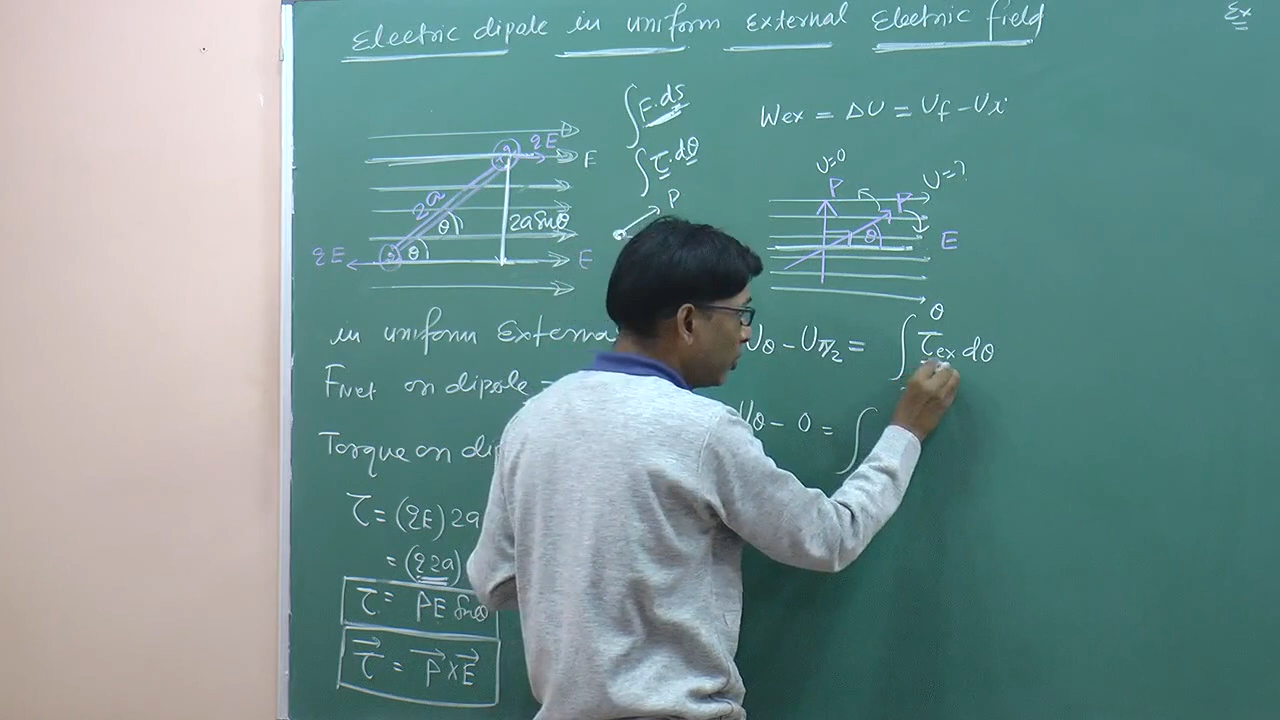 Electric dipole in uniform External Electric field
Ex
∫F.ds
Wex = ΔU = Uf - Ui
qE
E
∫τ.dθ
U=0
U=?
P
P
P
2a
θ
2a sinθ
θ
θ
E
qE
θ
E
in uniform Externa
Uθ - Uπ/2 = ∫ τex dθ
θ
Fnet on dipole =
Uθ - 0 = ∫
Torque on dip
τ = (qE) 2a
= (q2a)
τ = PE sinθ
τ⃗ = P⃗ × E⃗